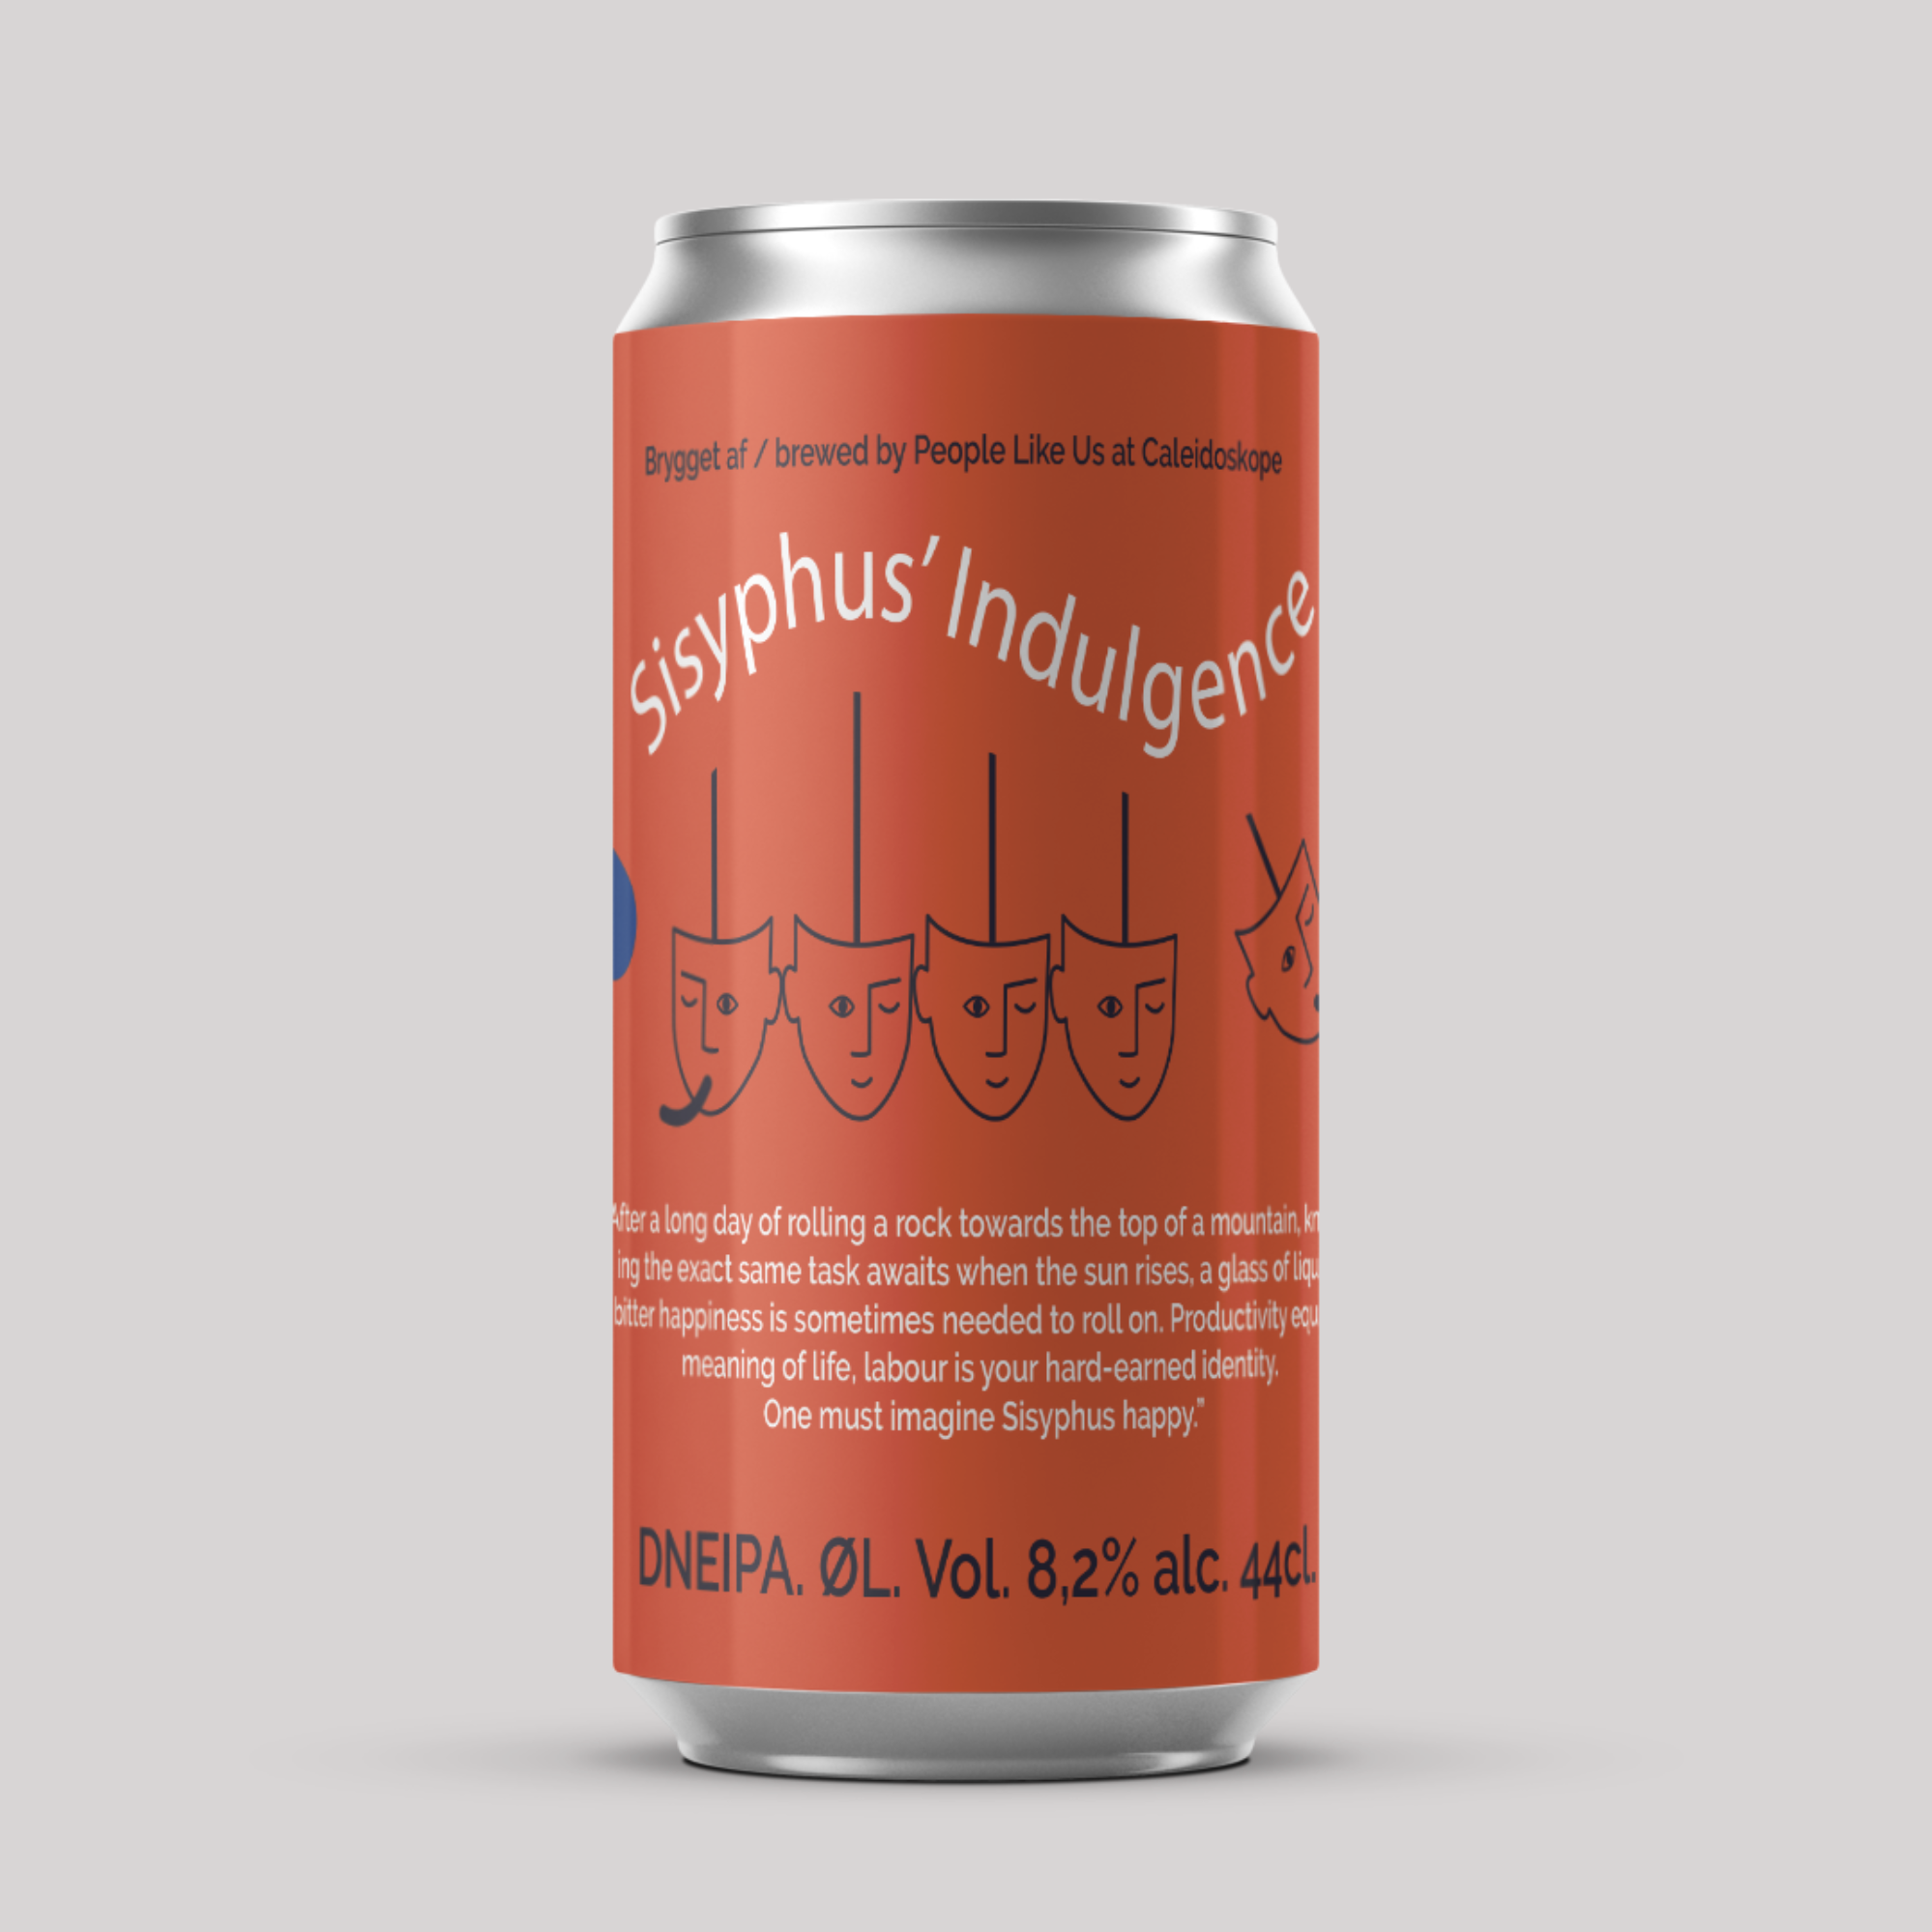 Brygget af / brewed by People Like Us at Caleidoskope
Sisyphus' Indulgence
After a long day of rolling a rock towards the top of a mountain,
ing the exact same task awaits when the sun rises, a glass of
bitter happiness is sometimes needed to roll on. Productivity
meaning of life, labour is your hard-earned identity.
One must imagine Sisyphus happy."
DNEIPA. ØL. Vol. 8,2% alc. 44cl.